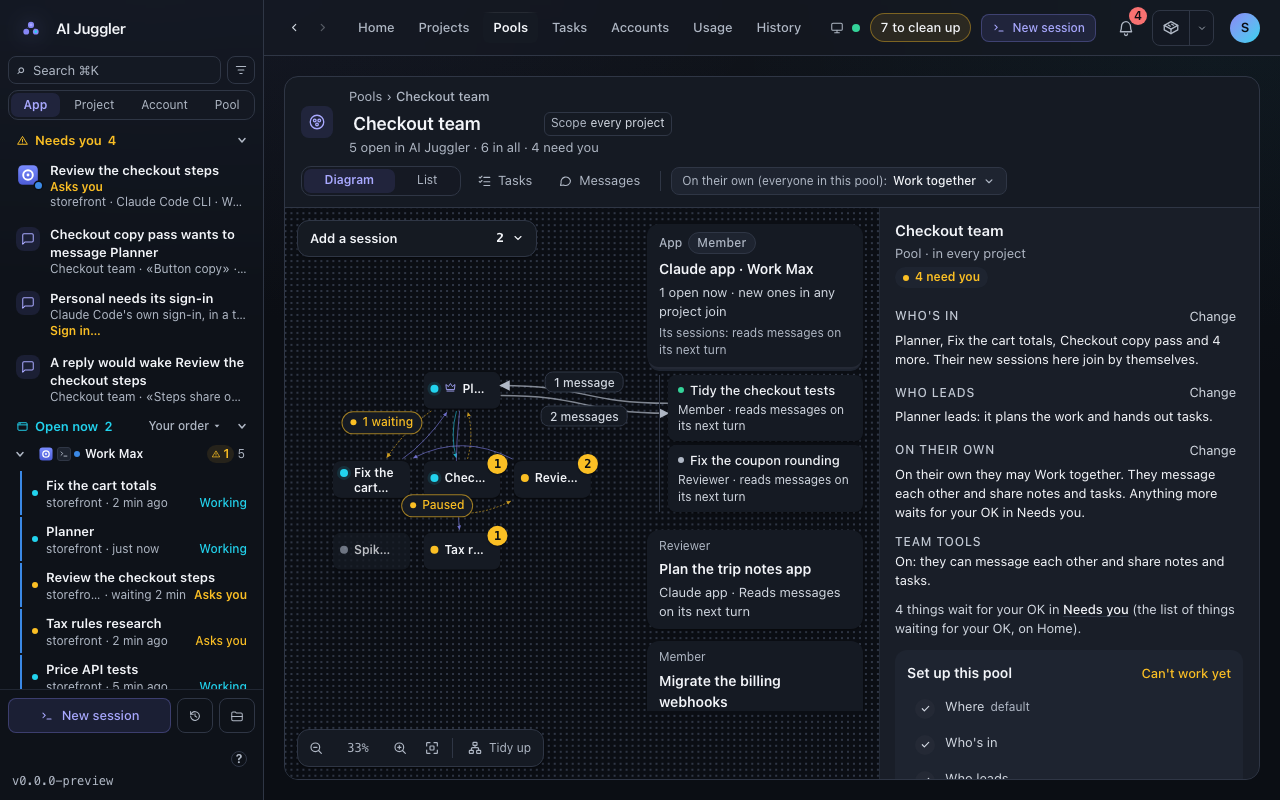 AI Juggler
Search ⌘K
App Project Account Pool
Needs you 4
Review the checkout steps
Asks you
storefront · Claude Code CLI · W…
Checkout copy pass wants to
message Planner
Checkout team · «Button copy» ·…
Personal needs its sign-in
Claude Code's own sign-in, in a t…
Sign in…
A reply would wake Review the
checkout steps
Checkout team · «Steps share o…
Open now 2 Your order
Work Max 1 5
Fix the cart totals
storefront · 2 min ago Working
Planner
storefront · just now Working
Review the checkout steps
storefro… · waiting 2 min Asks you
Tax rules research
storefront · 2 min ago Asks you
Price API tests
storefront · 5 min ago Working
New session
?
v0.0.0-preview
Home Projects Pools Tasks Accounts Usage History
7 to clean up
New session
4
S
Pools › Checkout team
Checkout team
Scope every project
5 open in AI Juggler · 6 in all · 4 need you
Diagram List Tasks Messages
On their own (everyone in this pool): Work together
Add a session 2
Pl…
1 message
2 messages
1 waiting
Fix the
cart…
Chec…
1
Revie…
2
Paused
Spik…
Tax r…
1
App Member
Claude app · Work Max
1 open now · new ones in any
project join
Its sessions: reads messages on
its next turn
Tidy the checkout tests
Member · reads messages on
its next turn
Fix the coupon rounding
Reviewer · reads messages on
its next turn
Reviewer
Plan the trip notes app
Claude app · Reads messages
on its next turn
Member
Migrate the billing
webhooks
33%
Tidy up
Checkout team
Pool · in every project
4 need you
WHO'S IN Change
Planner, Fix the cart totals, Checkout copy pass and 4
more. Their new sessions here join by themselves.
WHO LEADS Change
Planner leads: it plans the work and hands out tasks.
ON THEIR OWN Change
On their own they may Work together. They message
each other and share notes and tasks. Anything more
waits for your OK in Needs you.
TEAM TOOLS
On: they can message each other and share notes and
tasks.
4 things wait for your OK in Needs you (the list of things
waiting for your OK, on Home).
Set up this pool Can't work yet
Where default
Who's in
Who leads